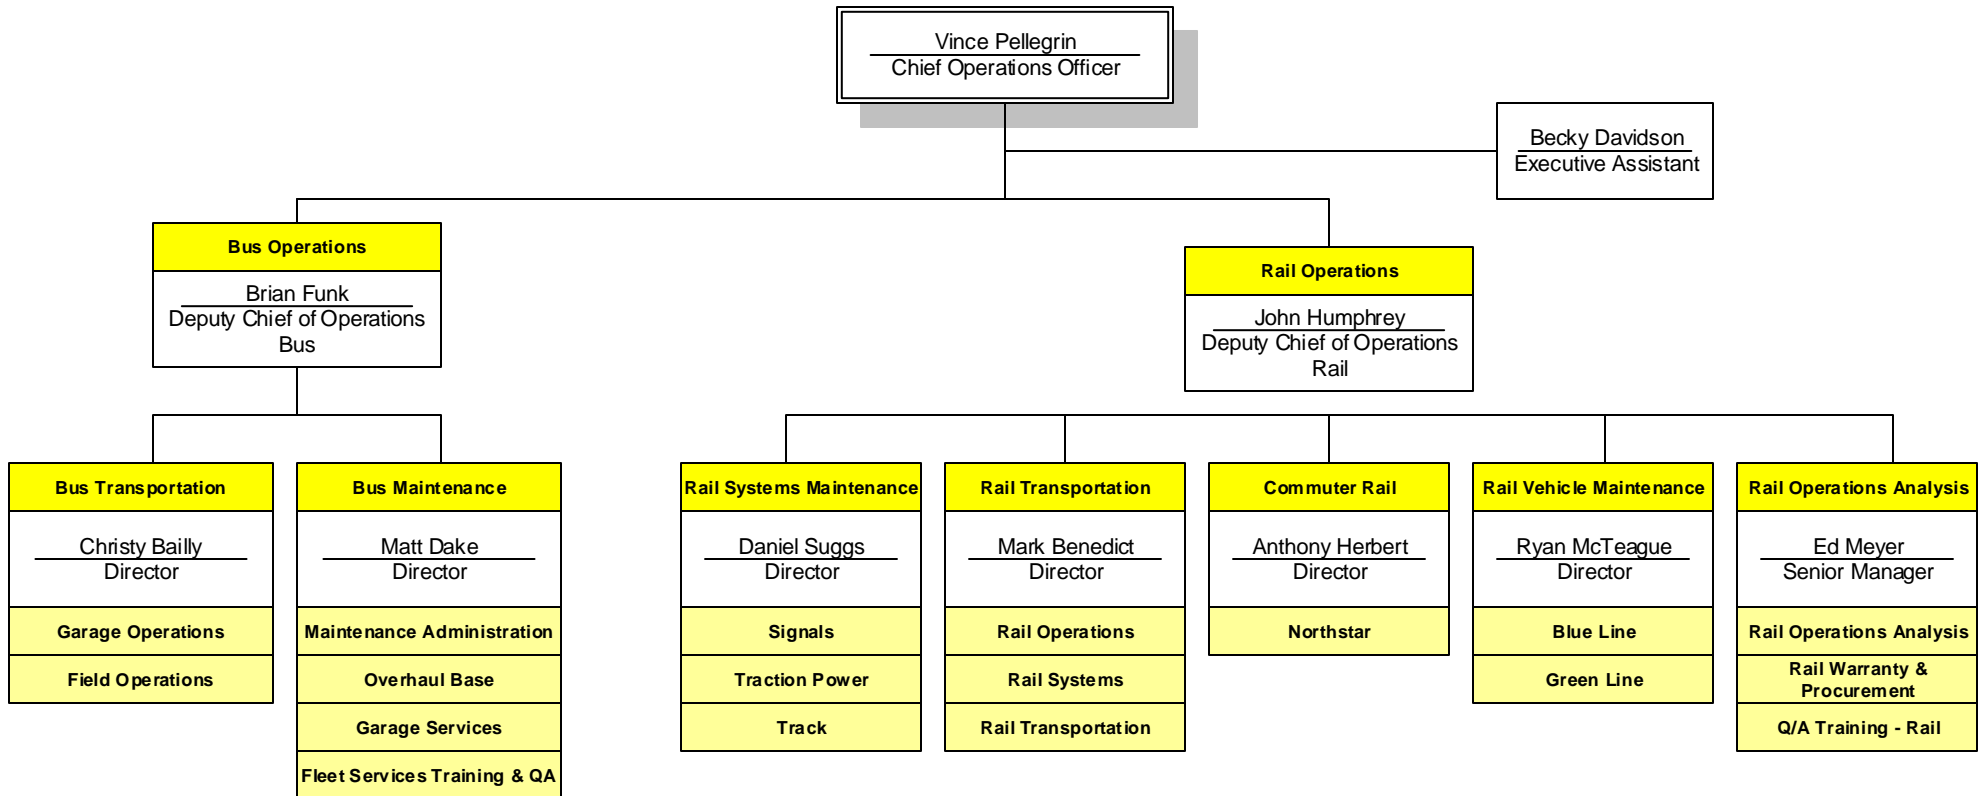 Vince Pellegrin
Chief Operations Officer
Becky Davidson
Executive Assistant
Bus Operations
Brian Funk
Deputy Chief of Operations
Bus
Rail Operations
John Humphrey
Deputy Chief of Operations
Rail
Bus Transportation
Christy Bailly
Director
Garage Operations
Field Operations
Bus Maintenance
Matt Dake
Director
Maintenance Administration
Overhaul Base
Garage Services
Fleet Services Training & QA
Rail Systems Maintenance
Daniel Suggs
Director
Signals
Traction Power
Track
Rail Transportation
Mark Benedict
Director
Rail Operations
Rail Systems
Rail Transportation
Commuter Rail
Anthony Herbert
Director
Northstar
Rail Vehicle Maintenance
Ryan McTeague
Director
Blue Line
Green Line
Rail Operations Analysis
Ed Meyer
Senior Manager
Rail Operations Analysis
Rail Warranty &
Procurement
Q/A Training - Rail